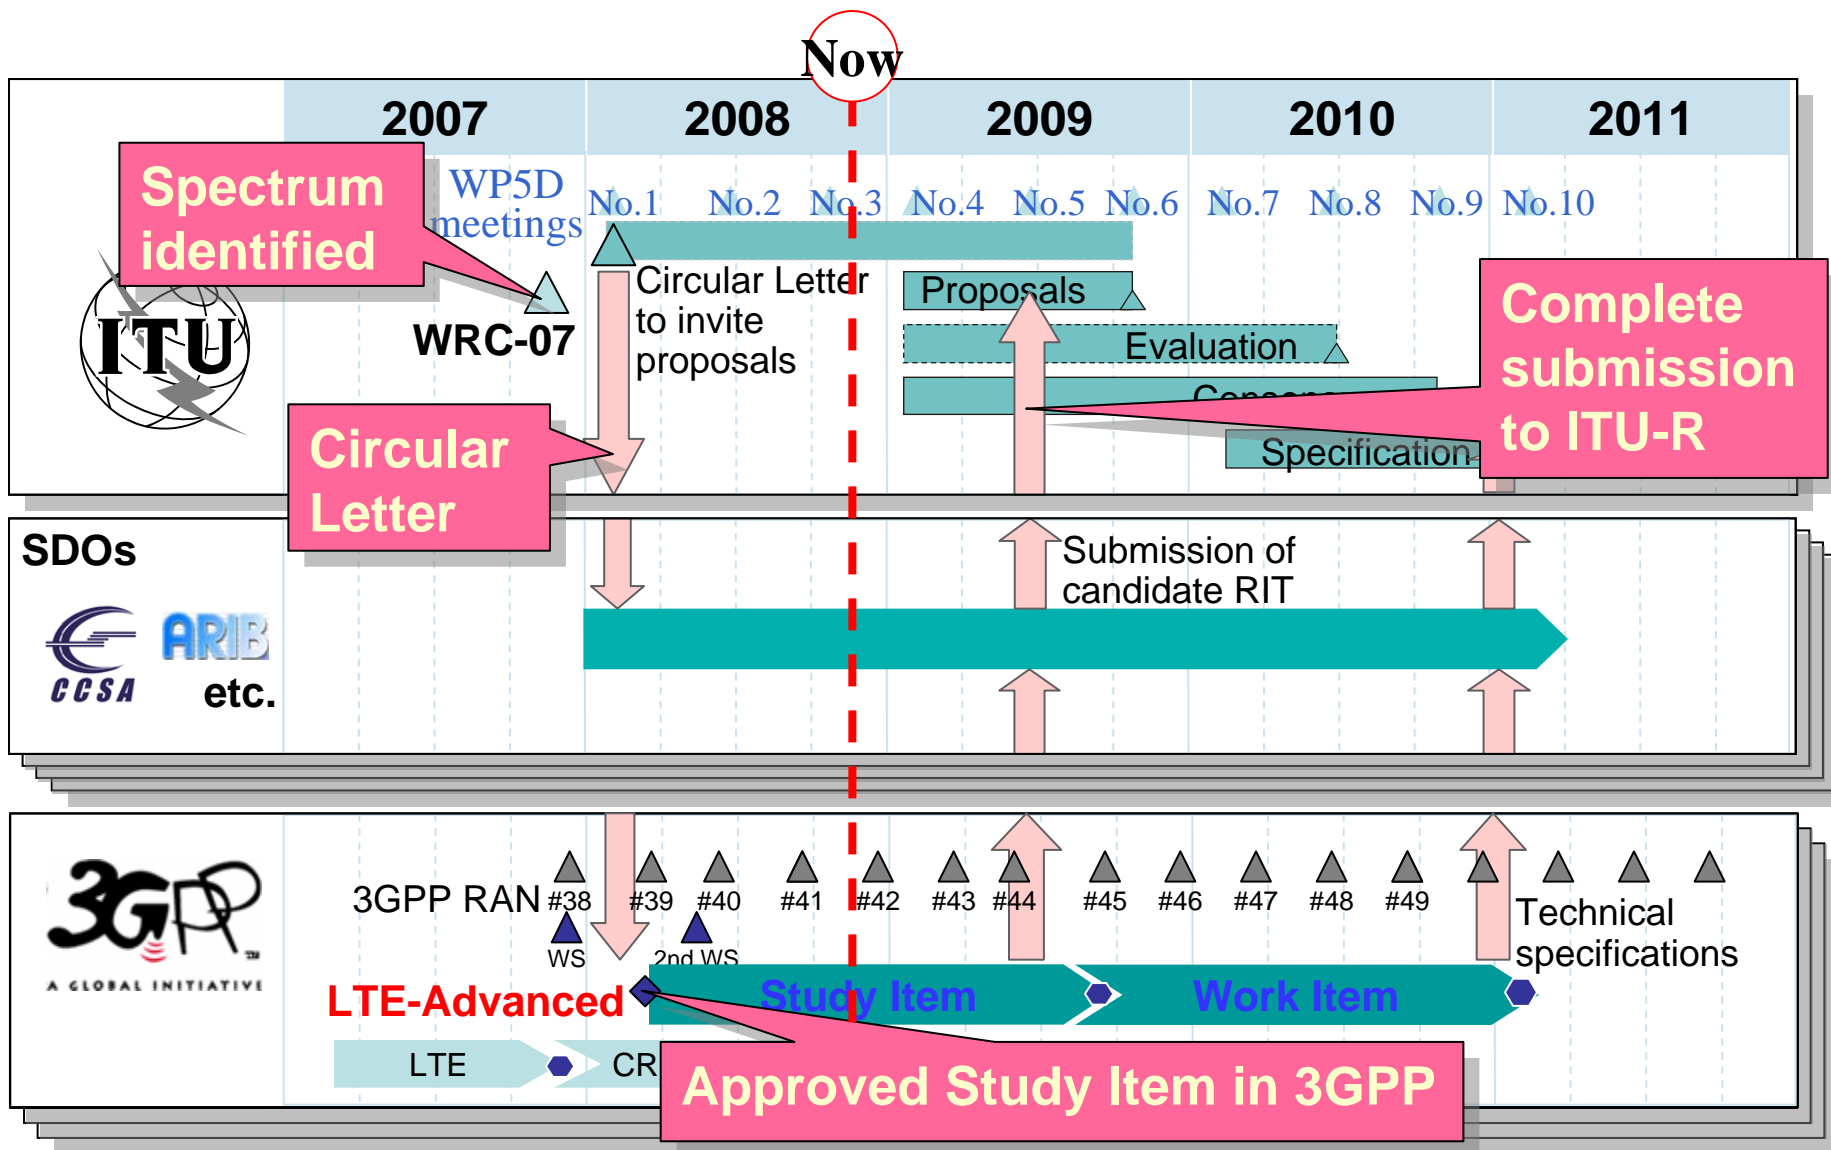 Now
2007 2008 2009 2010 2011
Spectrum
identified
WP5D
meetings
No.1 No.2 No.3 No.4 No.5 No.6 No.7 No.8 No.9 No.10
ITU
WRC-07
Circular Letter
to invite
proposals
Proposals
Evaluation
Specification
Complete
submission
to ITU-R
Circular
Letter
SDOs
CCSA
ARIB
etc.
Submission of
candidate RIT
3GPP
A GLOBAL INITIATIVE
3GPP RAN
#38 #39 #40 #41 #42 #43 #44 #45 #46 #47 #48 #49
WS
2nd WS
Technical
specifications
LTE-Advanced
Study Item
Work Item
LTE
CR
Approved Study Item in 3GPP